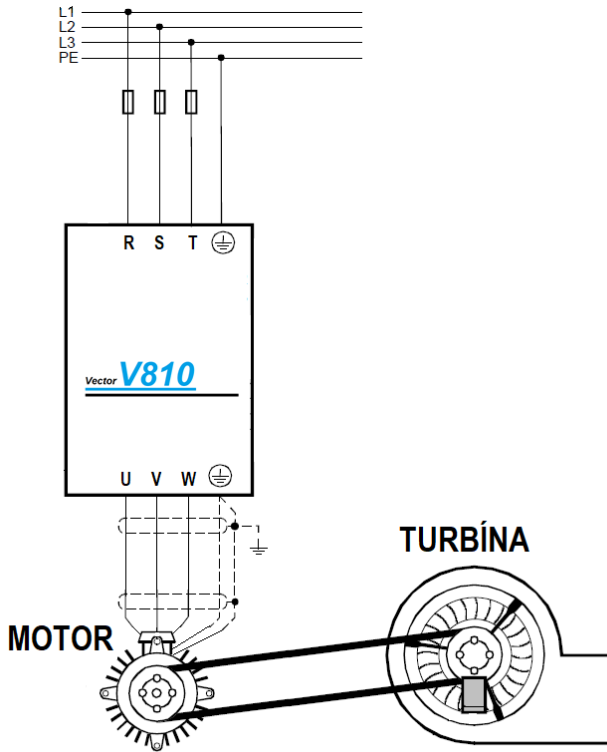 L1
L2
L3
PE
R S T
Vector V810
U V W
TURBÍNA
MOTOR